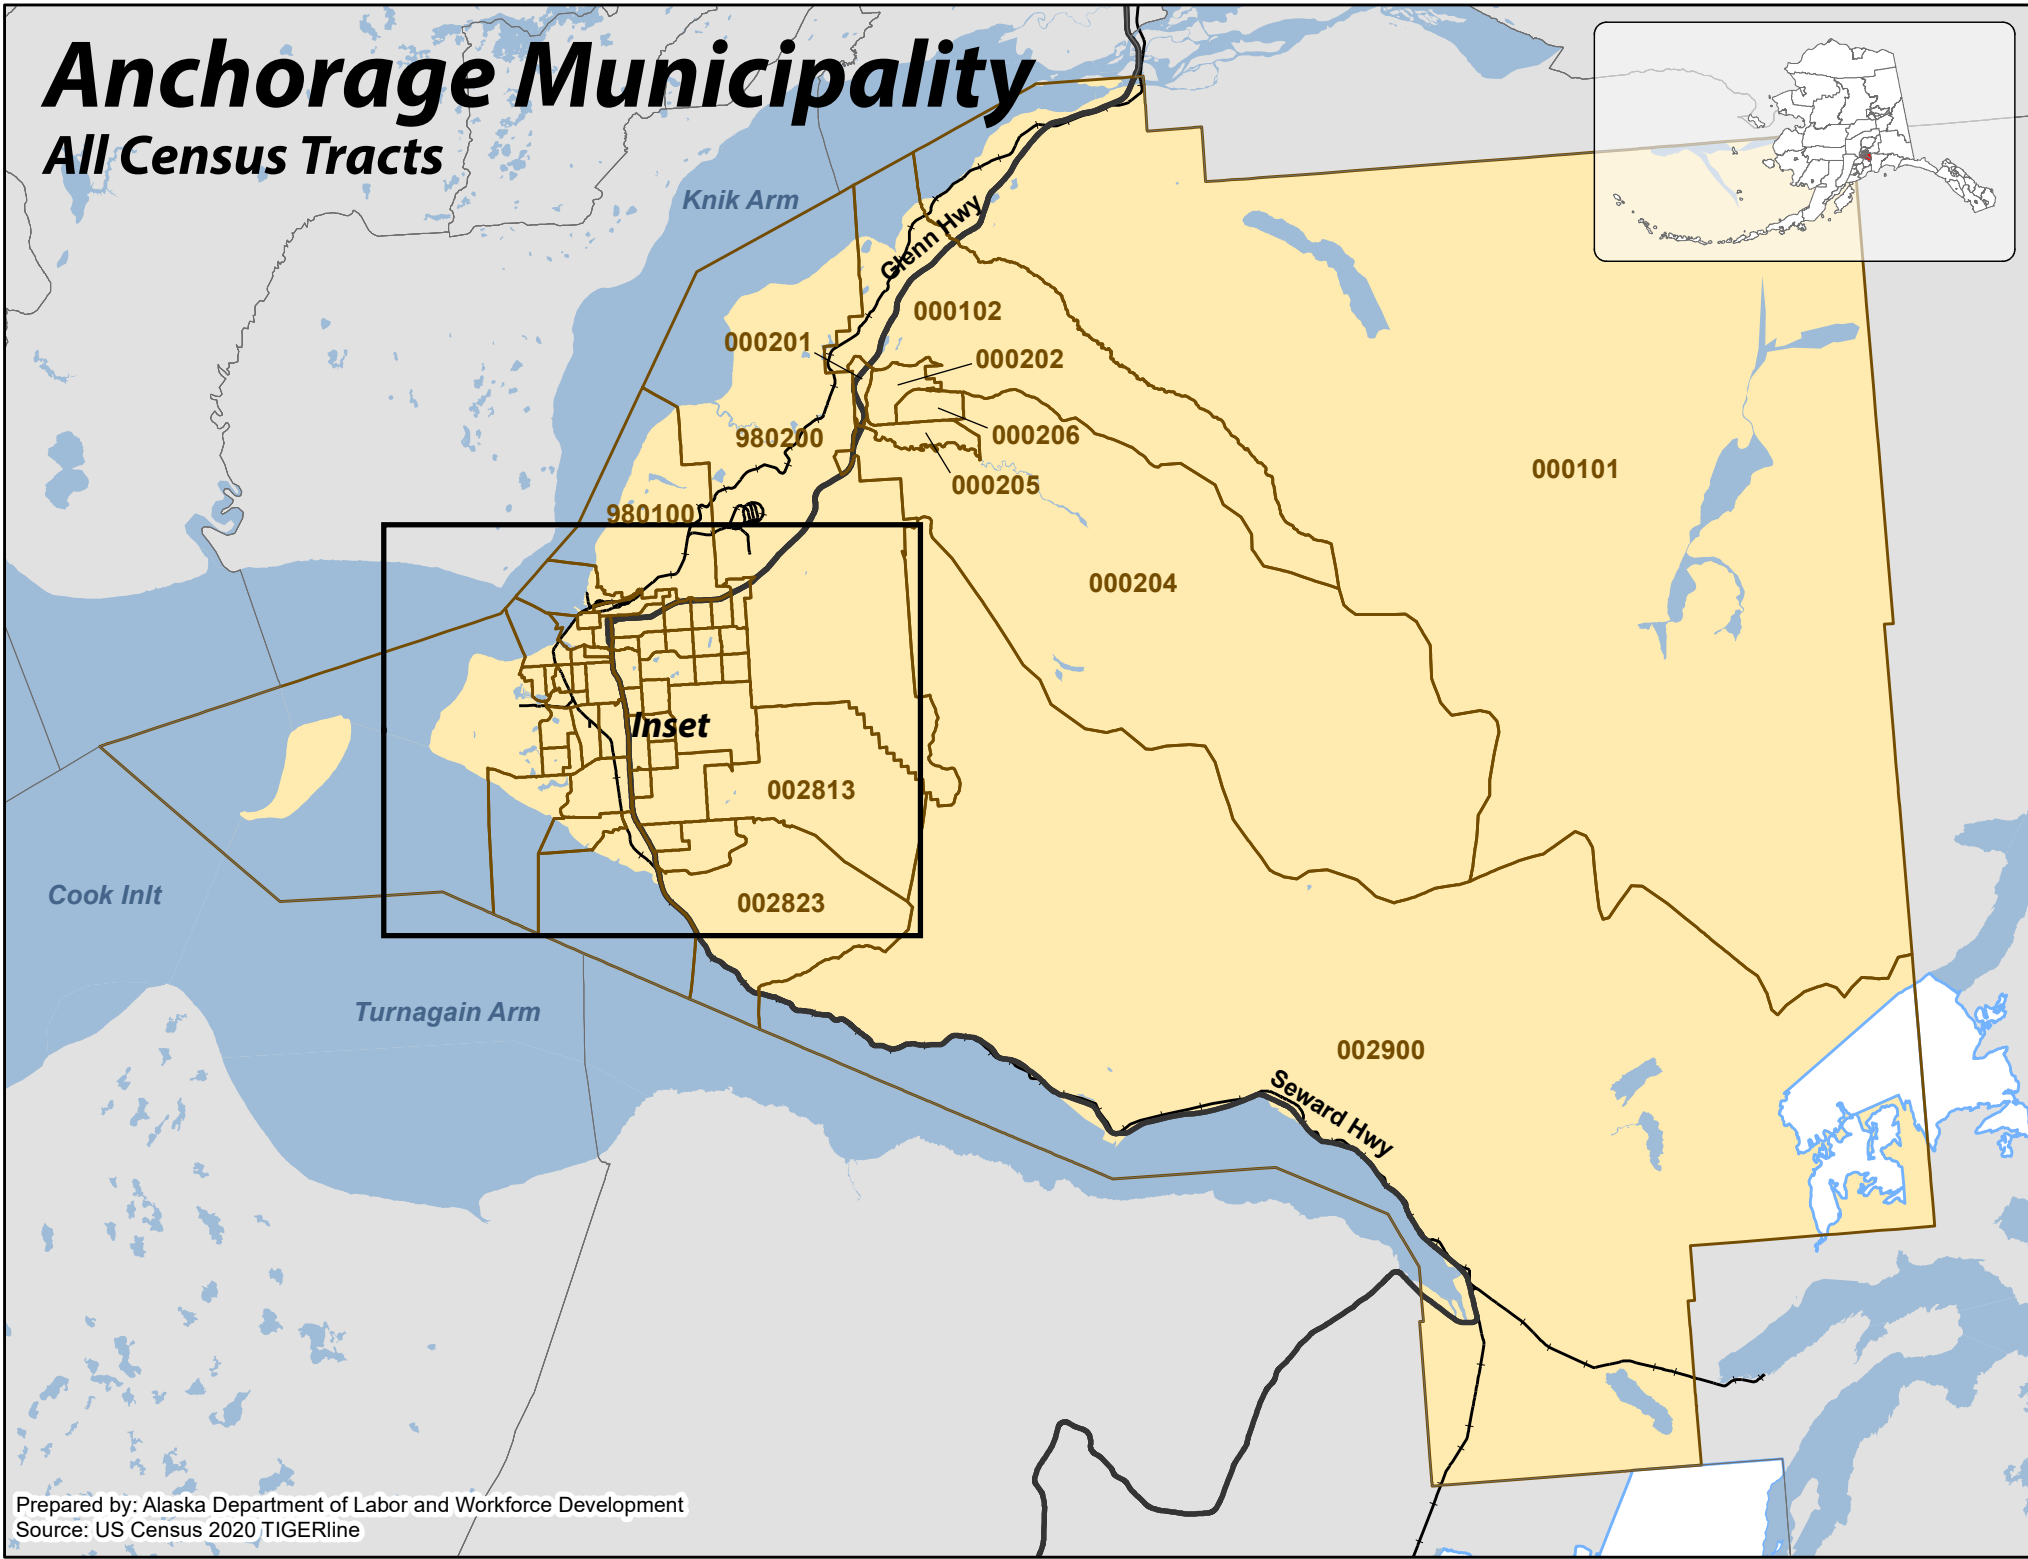 Anchorage Municipality
All Census Tracts
Knik Arm
Glenn Hwy
000102
000201
000202
000206
980200
000101
000205
980100
000204
Inset
002813
Cook Inlt
002823
Turnagain Arm
002900
Seward Hwy
Prepared by: Alaska Department of Labor and Workforce Development
Source: US Census 2020 TIGERline